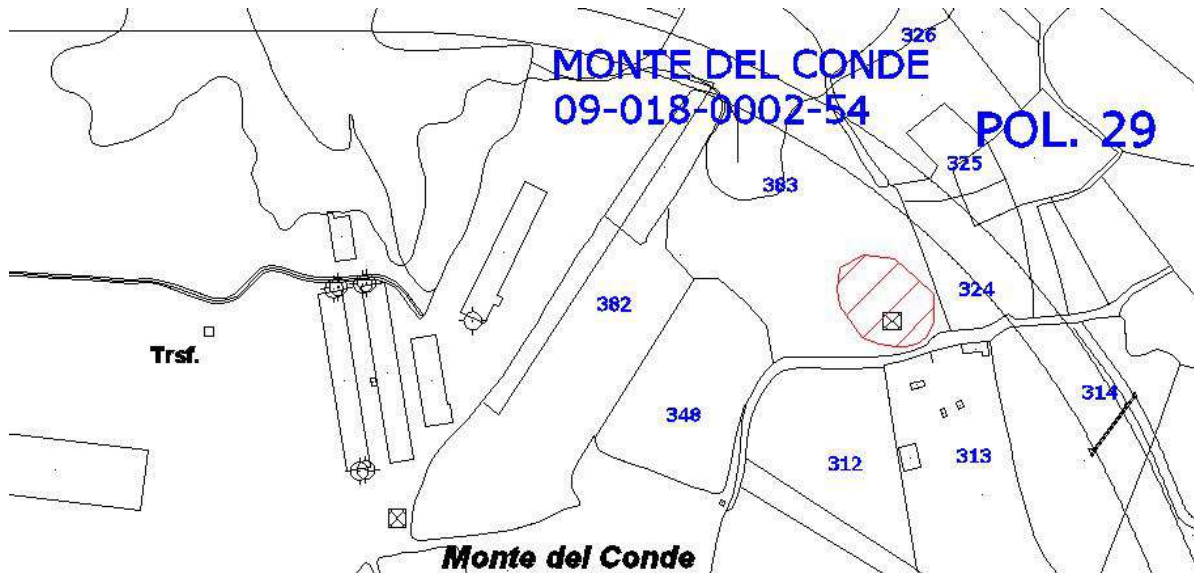 326
MONTE DEL CONDE
09-018-0002-54
POL. 29
325
383
324
382
Trsf.
314
348
312
313
Monte del Conde